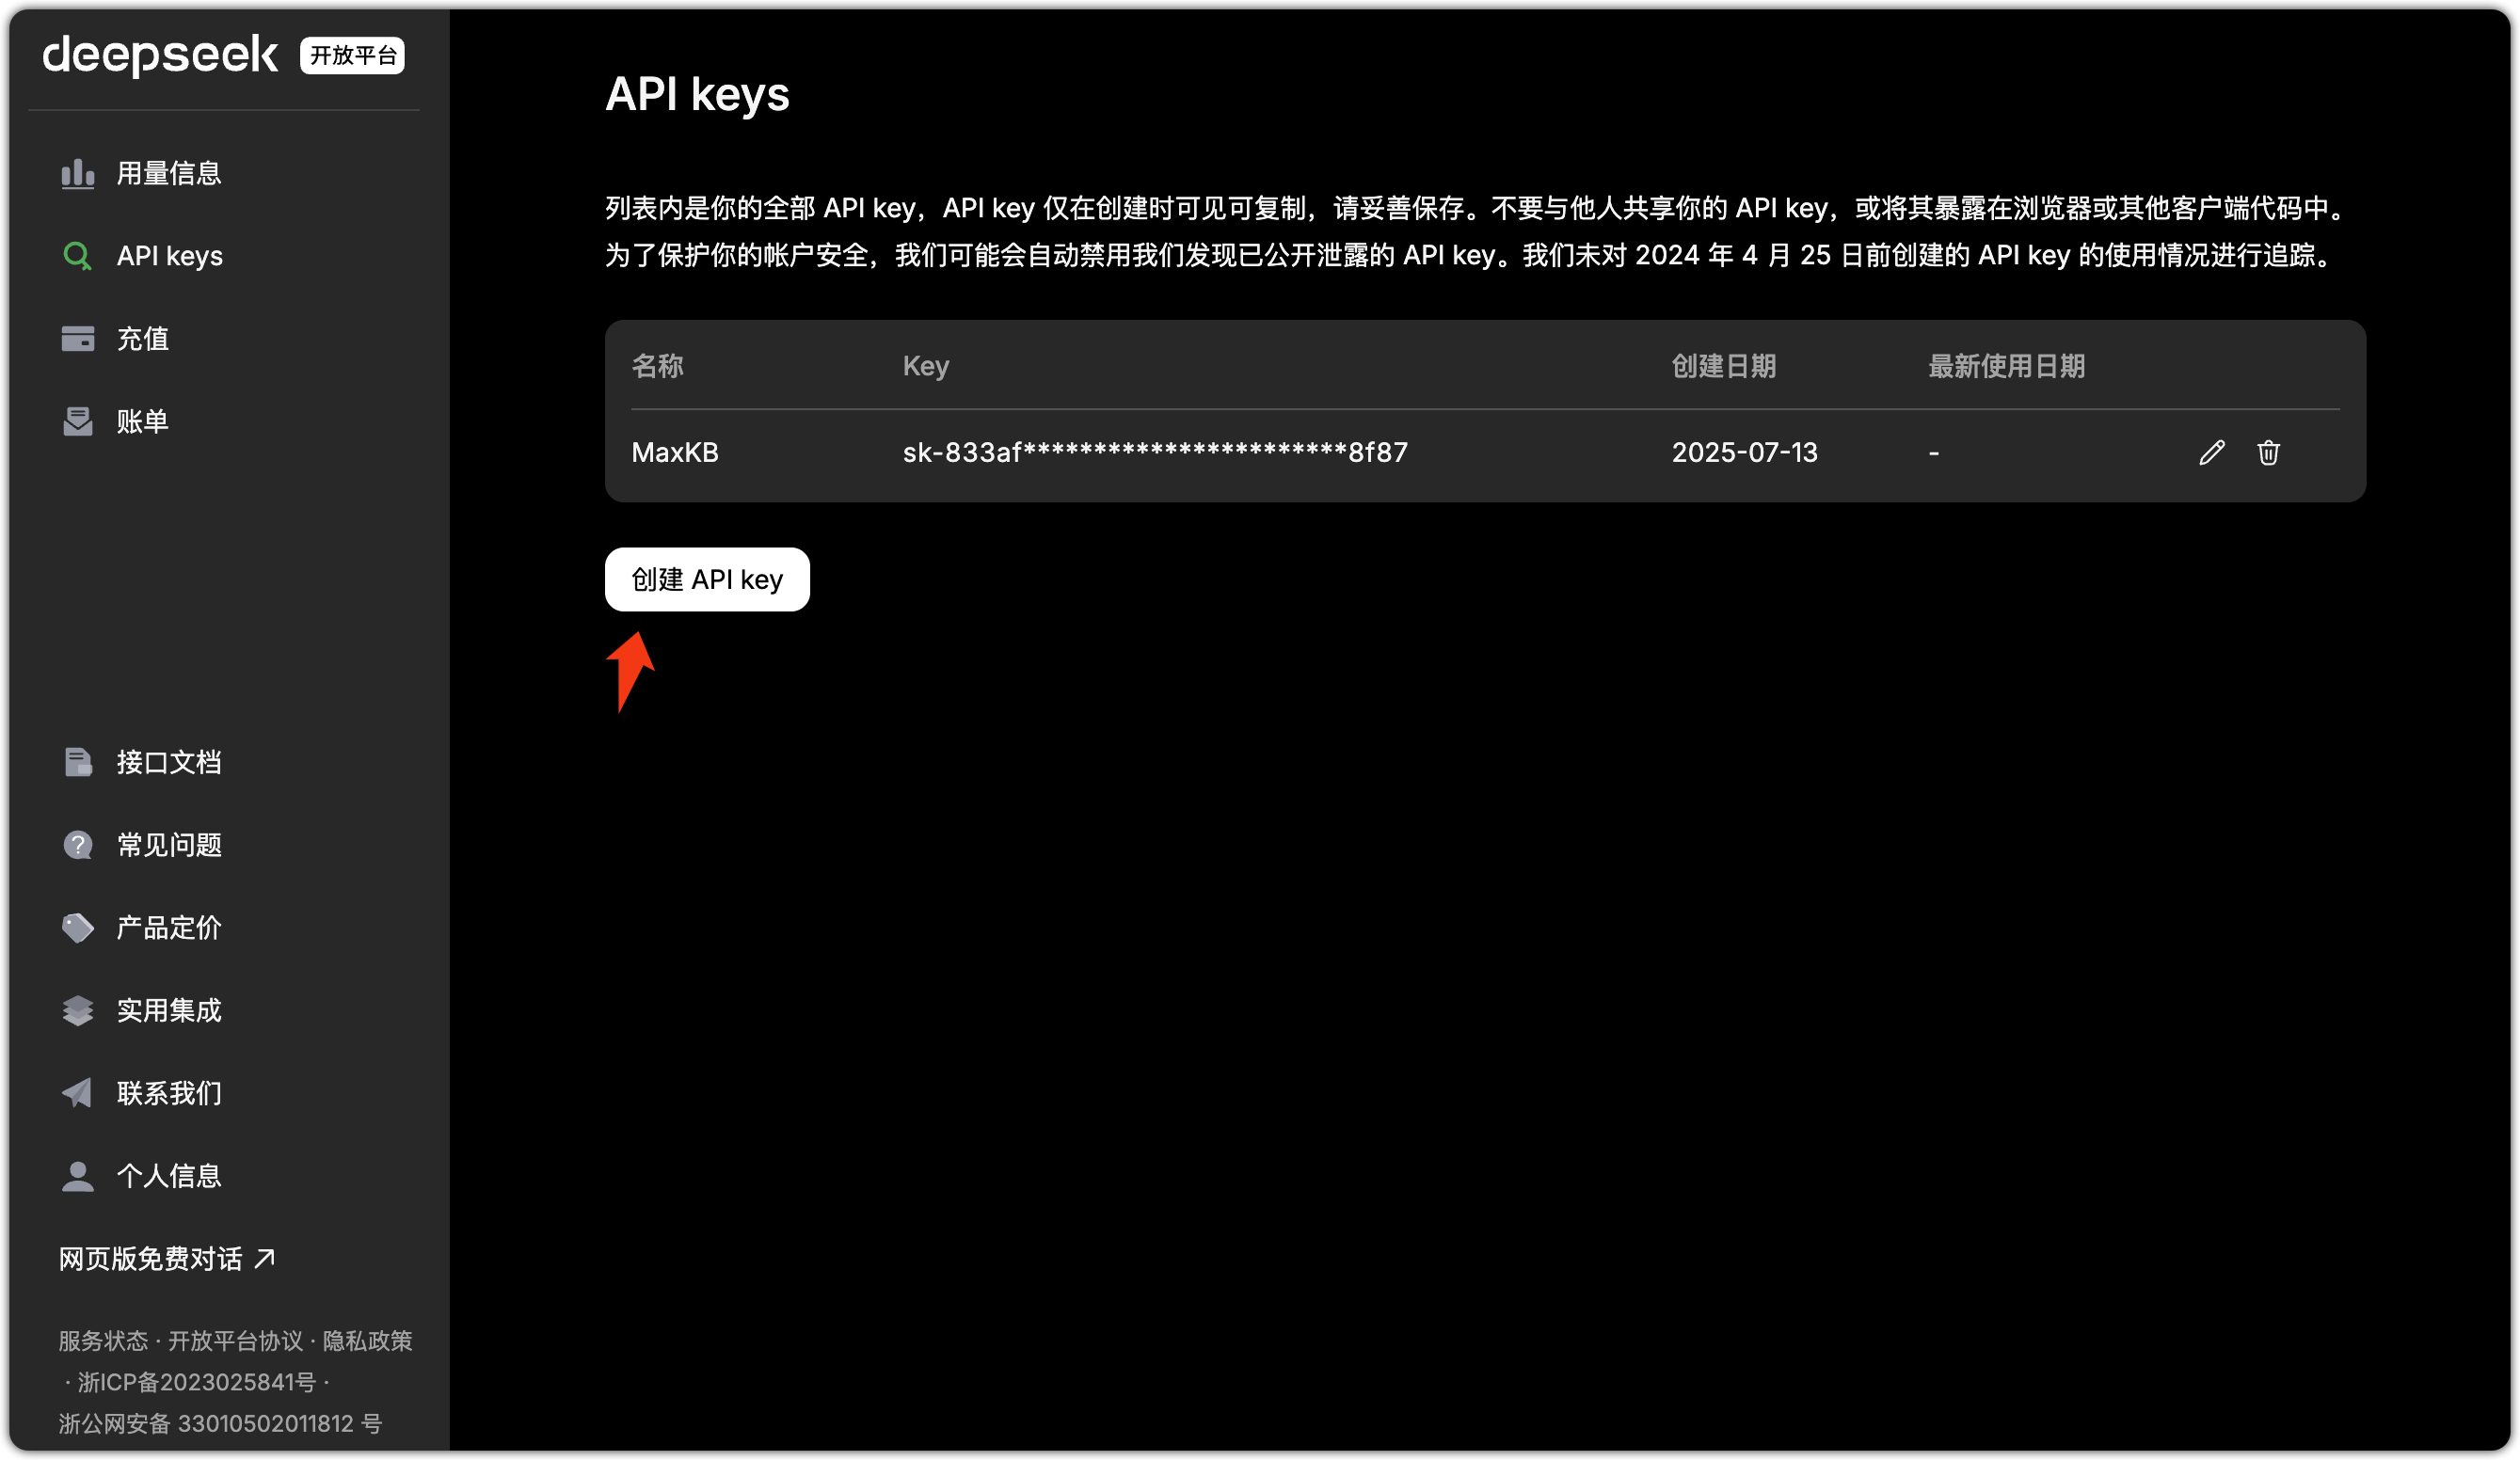 deepseek 开放平台
用量信息
API keys
充值
账单
接口文档
常见问题
产品定价
实用集成
联系我们
个人信息
网页版免费对话
服务状态 · 开放平台协议 · 隐私政策
· 浙ICP备2023025841号 ·
浙公网安备 33010502011812 号
API keys
列表内是你的全部 API key，API key 仅在创建时可见可复制，请妥善保存。不要与他人共享你的 API key，或将其暴露在浏览器或其他客户端代码中。
为了保护你的帐户安全，我们可能会自动禁用我们发现已公开泄露的 API key。我们未对 2024 年 4 月 25 日前创建的 API key 的使用情况进行追踪。
名称 Key 创建日期 最新使用日期
MaxKB sk-833af***********************8f87 2025-07-13 -
创建 API key